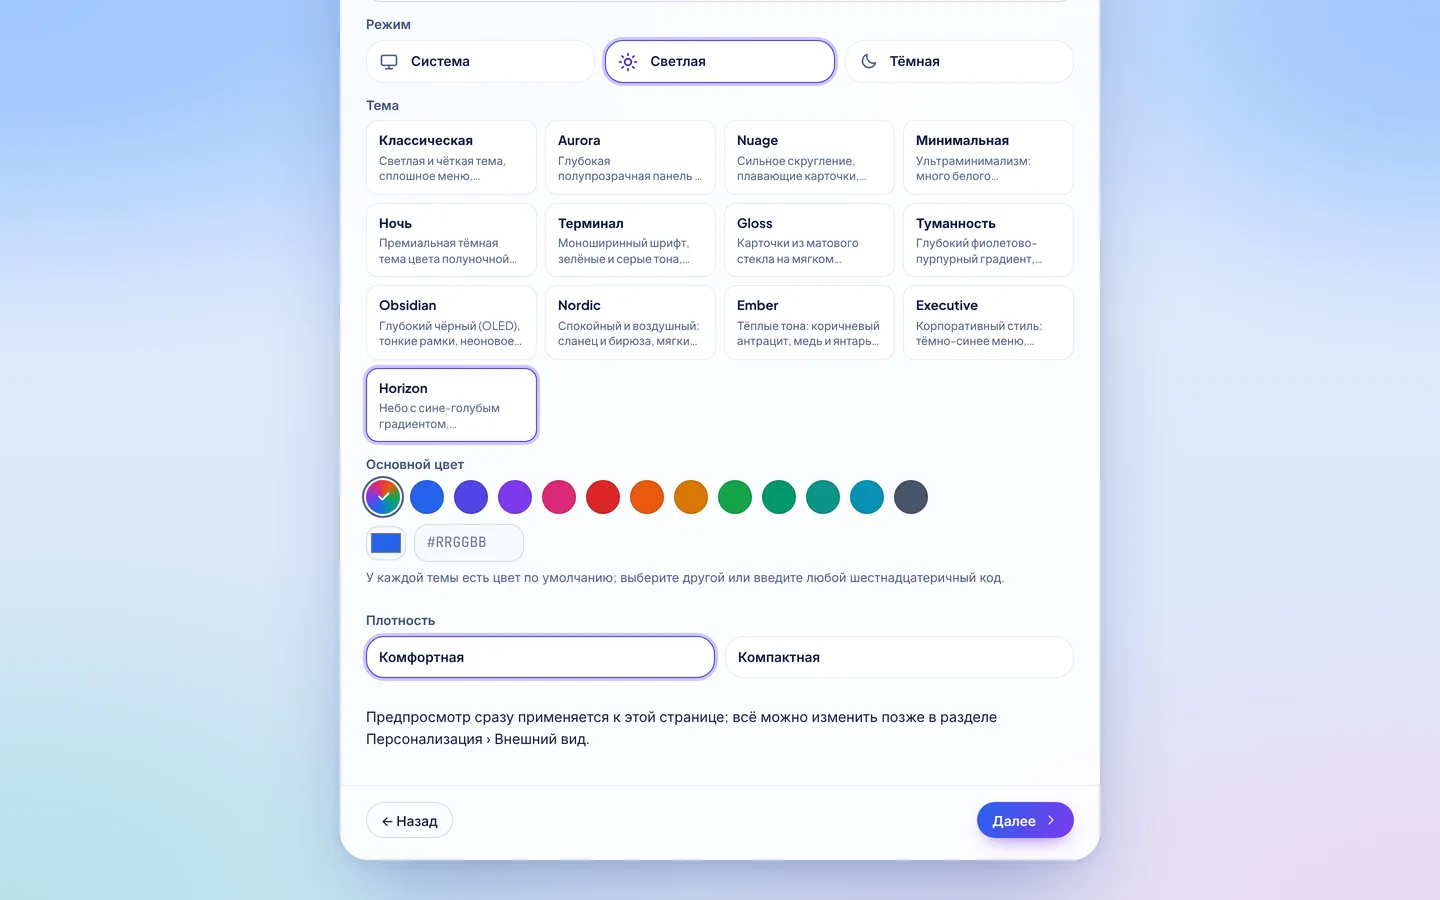 Режим
Система
Светлая
Тёмная
Тема
Классическая
Светлая и чёткая тема,
сплошное меню,...
Aurora
Глубокая
полупрозрачная панель ...
Nuage
Сильное скругление,
плавающие карточки,...
Минимальная
Ультраминимализм:
много белого...
Ночь
Премиальная тёмная
тема цвета полуночной...
Терминал
Моноширинный шрифт,
зелёные и серые тона,...
Gloss
Карточки из матового
стекла на мягком...
Туманность
Глубокий фиолетово-
пурпурный градиент,...
Obsidian
Глубокий чёрный (OLED),
тонкие рамки, неоновое...
Nordic
Спокойный и воздушный:
сланец и бирюза, мягки...
Ember
Тёплые тона: коричневый
антрацит, медь и янтарь...
Executive
Корпоративный стиль:
тёмно-синее меню,...
Horizon
Небо с сине-голубым
градиентом,...
Основной цвет
#RRGGBB
У каждой темы есть цвет по умолчанию; выберите другой или введите любой шестнадцатеричный код.
Плотность
Комфортная
Компактная
Предпросмотр сразу применяется к этой странице; всё можно изменить позже в разделе
Персонализация › Внешний вид.
← Назад
Далее